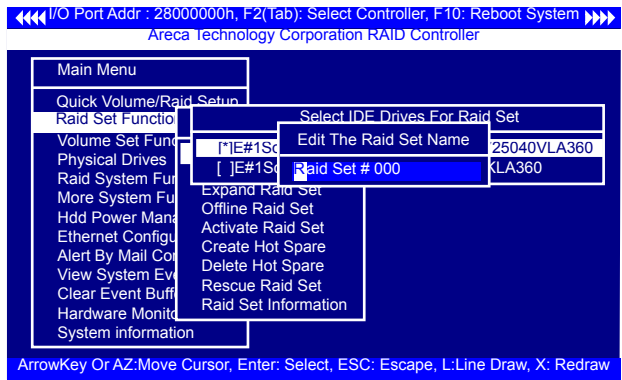 I/O Port Addr : 28000000h, F2(Tab): Select Controller, F10: Reboot System
Areca Technology Corporation RAID Controller
Main Menu
Quick Volume/Raid Setup
Raid Set Functio
Volume Set Func
Physical Drives
Raid System Fun
More System Fu
Hdd Power Mana
Ethernet Configu
Alert By Mail Con
View System Eve
Clear Event Buff
Hardware Monito
System information
Select IDE Drives For Raid Set
[*]E#1So
25040VLA360
[ ]E#1So
KLA360
Edit The Raid Set Name
Raid Set # 000
Expand Raid Set
Offline Raid Set
Activate Raid Set
Create Hot Spare
Delete Hot Spare
Rescue Raid Set
Raid Set Information
ArrowKey Or AZ:Move Cursor, Enter: Select, ESC: Escape, L:Line Draw, X: Redraw